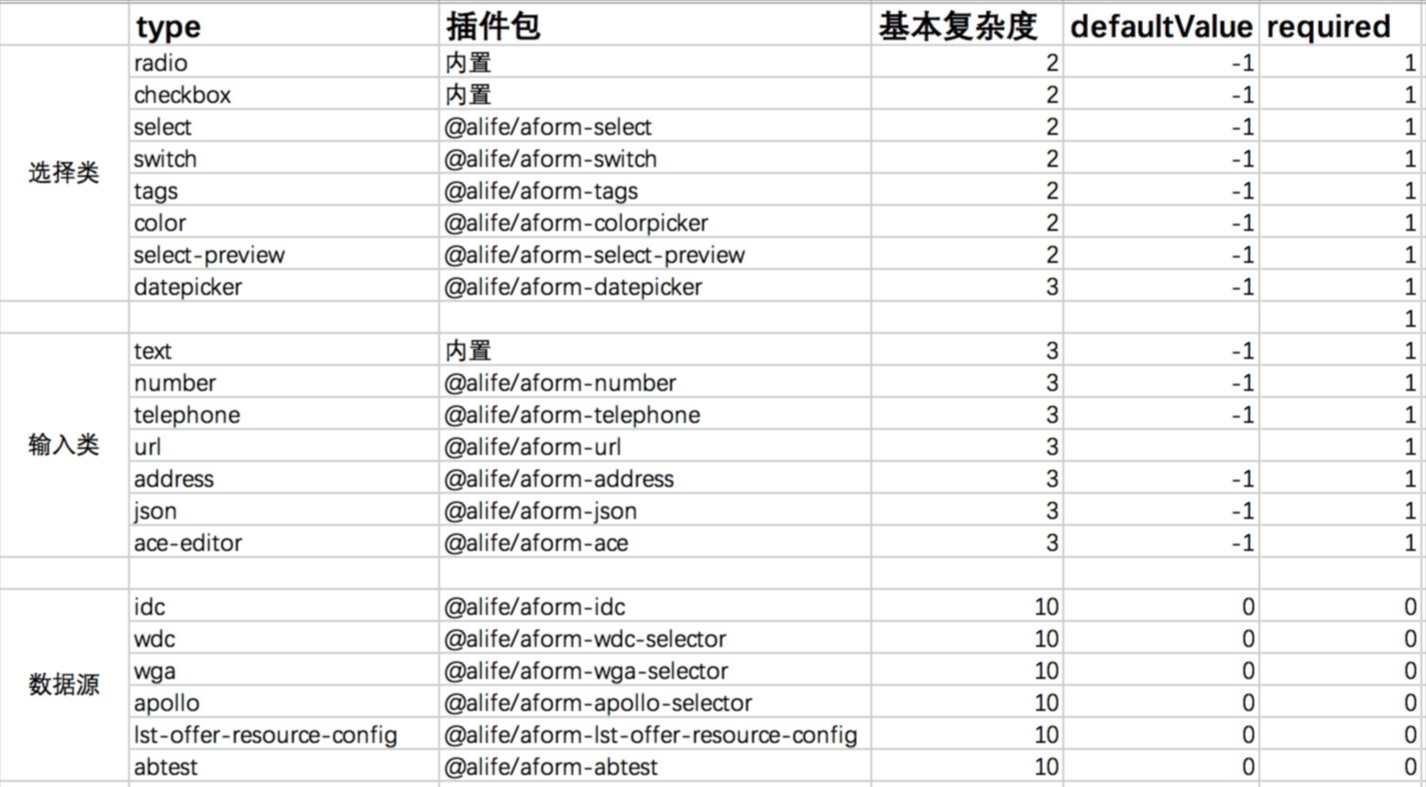 type 插件包 基本复杂度 defaultValue required
radio 内置 2 -1 1
checkbox 内置 2 -1 1
select @alife/aform-select 2 -1 1
switch @alife/aform-switch 2 -1 1
选择类
tags @alife/aform-tags 2 -1 1
color @alife/aform-colorpicker 2 -1 1
select-preview @alife/aform-select-preview 2 -1 1
datepicker @alife/aform-datepicker 3 -1 1
1
text 内置 3 -1 1
number @alife/aform-number 3 -1 1
telephone @alife/aform-telephone 3 -1 1
输入类 url @alife/aform-url 3 1
address @alife/aform-address 3 -1 1
json @alife/aform-json 3 -1 1
ace-editor @alife/aform-ace 3 -1 1
idc @alife/aform-idc 10 0 0
wdc @alife/aform-wdc-selector 10 0 0
wga @alife/aform-wga-selector 10 0 0
数据源
apollo @alife/aform-apollo-selector 10 0 0
lst-offer-resource-config @alife/aform-lst-offer-resource-config 10 0 0
abtest @alife/aform-abtest 10 0 0